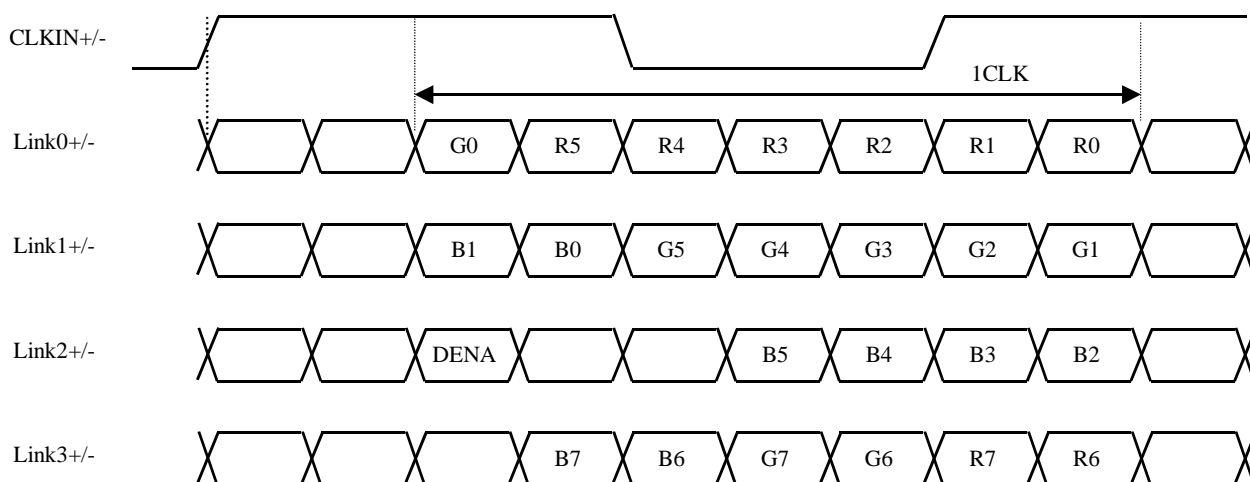 CLKIN+/-
1CLK
Link0+/- G0 R5 R4 R3 R2 R1 R0
Link1+/- B1 B0 G5 G4 G3 G2 G1
Link2+/- DENA B5 B4 B3 B2
Link3+/- B7 B6 G7 G6 R7 R6